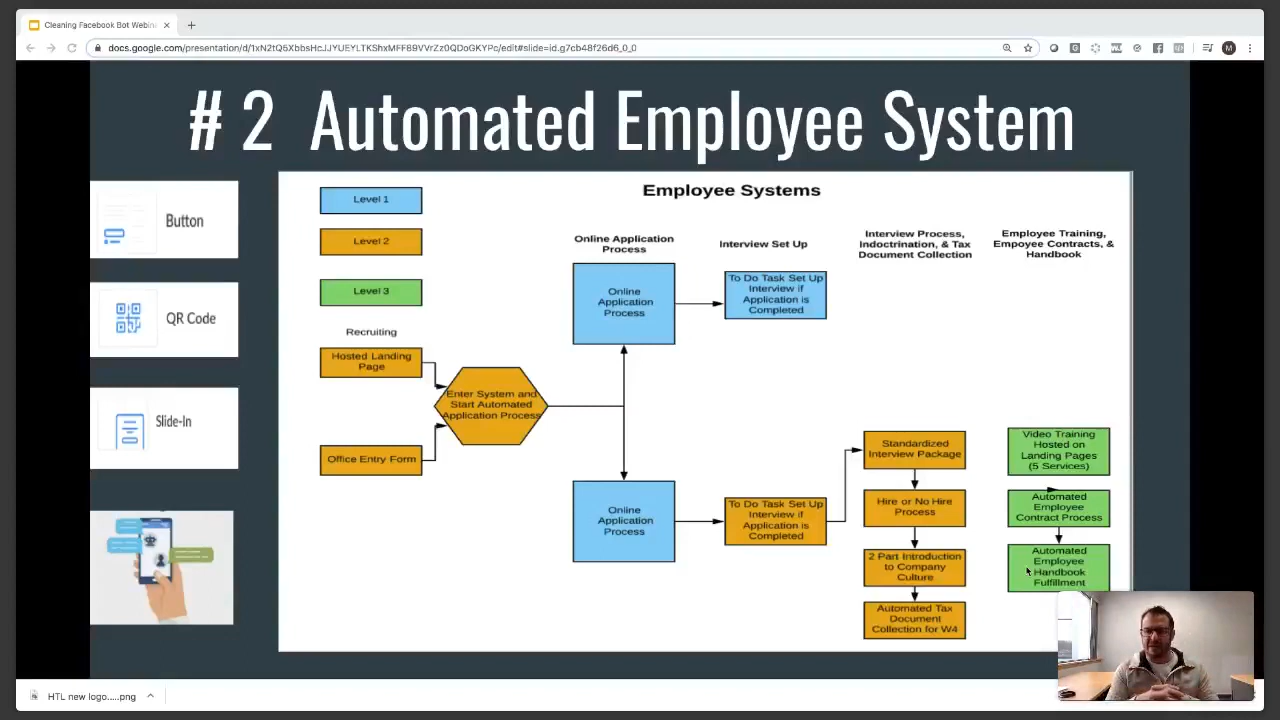 Cleaning Facebook Bot Webina
docs.google.com/presentation/d/1xN2tQ5XbbsHcJJYUEYLTKShxMFF89VVrZz0QDoGKYPc/edit#slide=id.g7cb48f26d6_0_0
M
# 2 Automated Employee System
Button
QR Code
Slide-In
Employee Systems
Level 1
Level 2
Level 3
Recruiting
Hosted Landing
Page
Office Entry Form
Enter System and
Start Automated
Application Process
Online Application
Process
Online
Application
Process
Online
Application
Process
Interview Set Up
To Do Task Set Up
Interview if
Application is
Completed
To Do Task Set Up
Interview if
Application is
Completed
Interview Process,
Indoctrination, & Tax
Document Collection
Standardized
Interview Package
Hire or No Hire
Process
2 Part Introduction
to Company
Culture
Automated Tax
Document
Collection for W4
Employee Training,
Empoyee Contracts, &
Handbook
Video Training
Hosted on
Landing Pages
(5 Services)
Automated
Employee
Contract Process
Automated
Employee
Handbook
Fulfillment
HTL new logo.....png